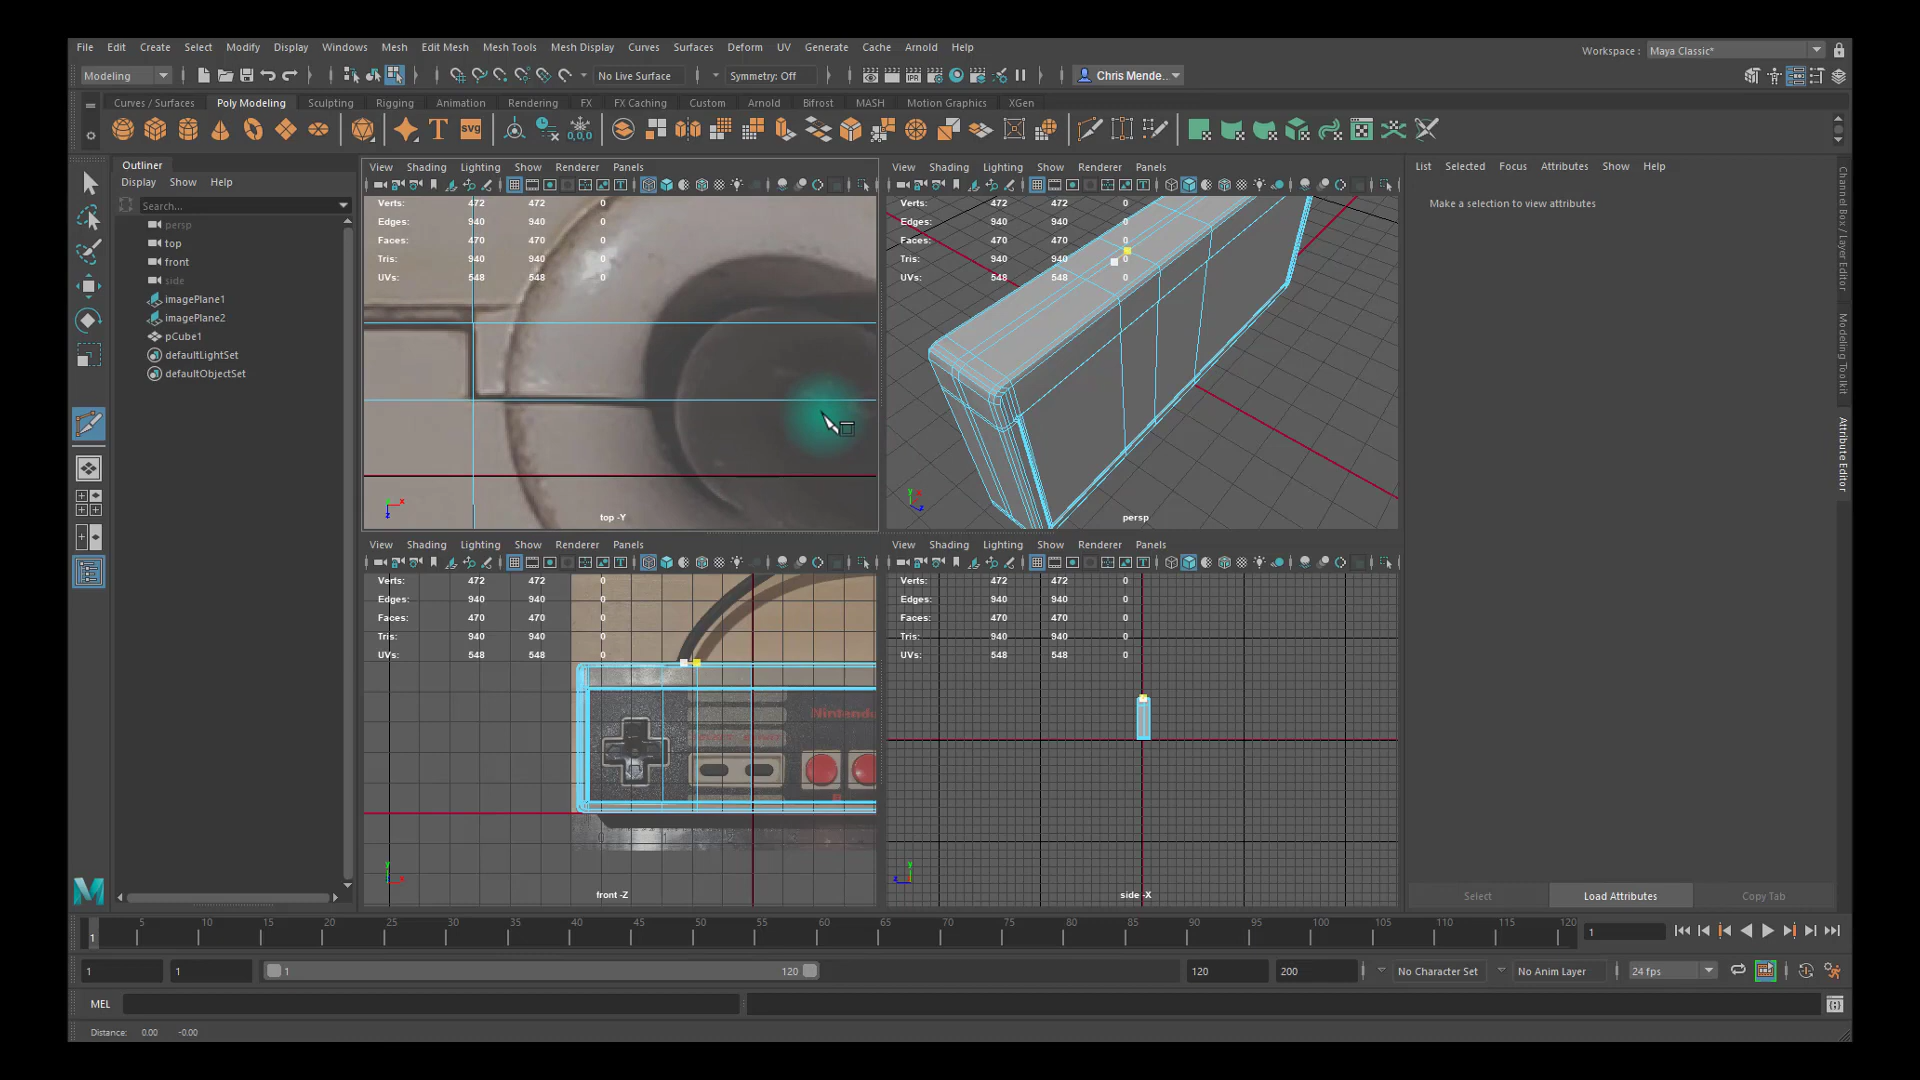 File Edit Create Select Modify Display Windows Mesh Edit Mesh Mesh Tools Mesh Display Curves Surfaces Deform UV Generate Cache Arnold Help
Workspace : Maya Classic*
Modeling No Live Surface Symmetry: Off Chris Mende..
Curves / Surfaces Poly Modeling Sculpting Rigging Animation Rendering FX FX Caching Custom Arnold Bifrost MASH Motion Graphics XGen
T SVG 0,0,0
Outliner
Display Show Help
Search...
persp
top
front
side
imagePlane1
imagePlane2
pCube1
defaultLightSet
defaultObjectSet
View Shading Lighting Show Renderer Panels
Verts: 472 472 0
Edges: 940 940 0
Faces: 470 470 0
Tris: 940 940 0
UVs: 548 548 0
top -Y
View Shading Lighting Show Renderer Panels
Verts: 472 472 0
Edges: 940 940 0
Faces: 470 470 0
Tris: 940 940 0
UVs: 548 548 0
persp
View Shading Lighting Show Renderer Panels
Verts: 472 472 0
Edges: 940 940 0
Faces: 470 470 0
Tris: 940 940 0
UVs: 548 548 0
front -Z
View Shading Lighting Show Renderer Panels
Verts: 472 472 0
Edges: 940 940 0
Faces: 470 470 0
Tris: 940 940 0
UVs: 548 548 0
side -X
List Selected Focus Attributes Show Help
Make a selection to view attributes
Channel Box / Layer Editor
Modeling Toolkit
Attribute Editor
Select Load Attributes Copy Tab
1 5 10 15 20 25 30 35 40 45 50 55 60 65 70 75 80 85 90 95 100 105 110 115 120
1
1 1 1 120 120 200 No Character Set No Anim Layer 24 fps
MEL
Distance: 0.00 -0.00